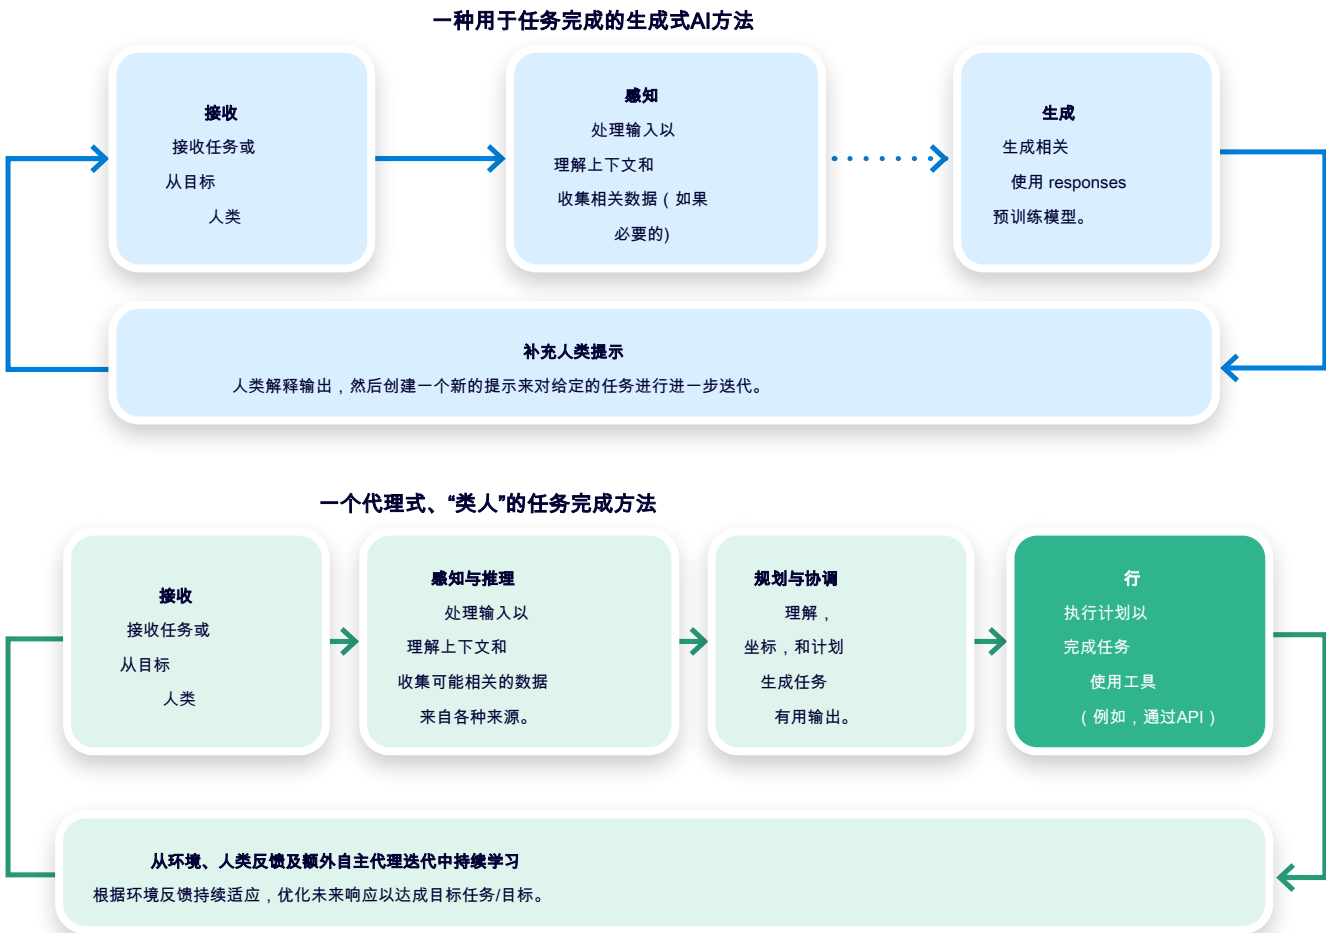 一种用于任务完成的生成式AI方法
接收
接收任务或
从目标
人类
感知
处理输入以
理解上下文和
收集相关数据（如果
必要的)
生成
生成相关
使用 responses
预训练模型。
补充人类提示
人类解释输出，然后创建一个新的提示来对给定的任务进行进一步迭代。
一个代理式、“类人”的任务完成方法
接收
接收任务或
从目标
人类
感知与推理
处理输入以
理解上下文和
收集可能相关的数据
来自各种来源。
规划与协调
理解，
坐标，和计划
生成任务
有用输出。
行
执行计划以
完成任务
使用工具
（例如，通过API）
从环境、人类反馈及额外自主代理迭代中持续学习
根据环境反馈持续适应，优化未来响应以达成目标任务/目标。